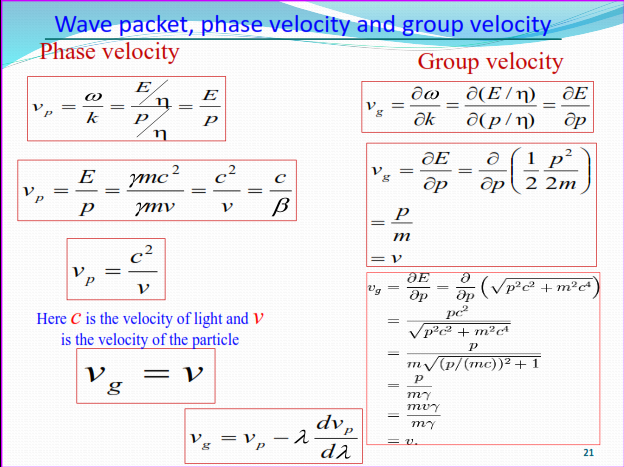 Wave packet, phase velocity and group velocity
Phase velocity
v_p = ω/k = (E/η)/(p/η) = E/p
v_p = E/p = γmc²/γmv = c²/v = c/β
v_p = c²/v
Here c is the velocity of light and v
is the velocity of the particle
v_g = v
v_g = v_p − λ dv_p/dλ
Group velocity
v_g = ∂ω/∂k = ∂(E/η)/∂(p/η) = ∂E/∂p
v_g = ∂E/∂p = ∂/∂p (1/2 p²/2m)
= p/m
= v
v_g = ∂E/∂p = ∂/∂p (√(p²c² + m²c⁴))
= pc²/√(p²c² + m²c⁴)
= p/(m√((p/(mc))² + 1))
= p/(mγ)
= mvγ/(mγ)
= v.
21